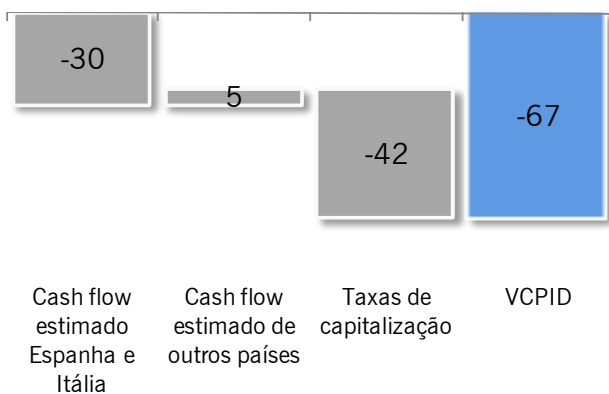 -30
5
-42
-67
Cash flow
estimado
Espanha e
Itália
Cash flow
estimado de
outros países
Taxas de
capitalização
VCPID